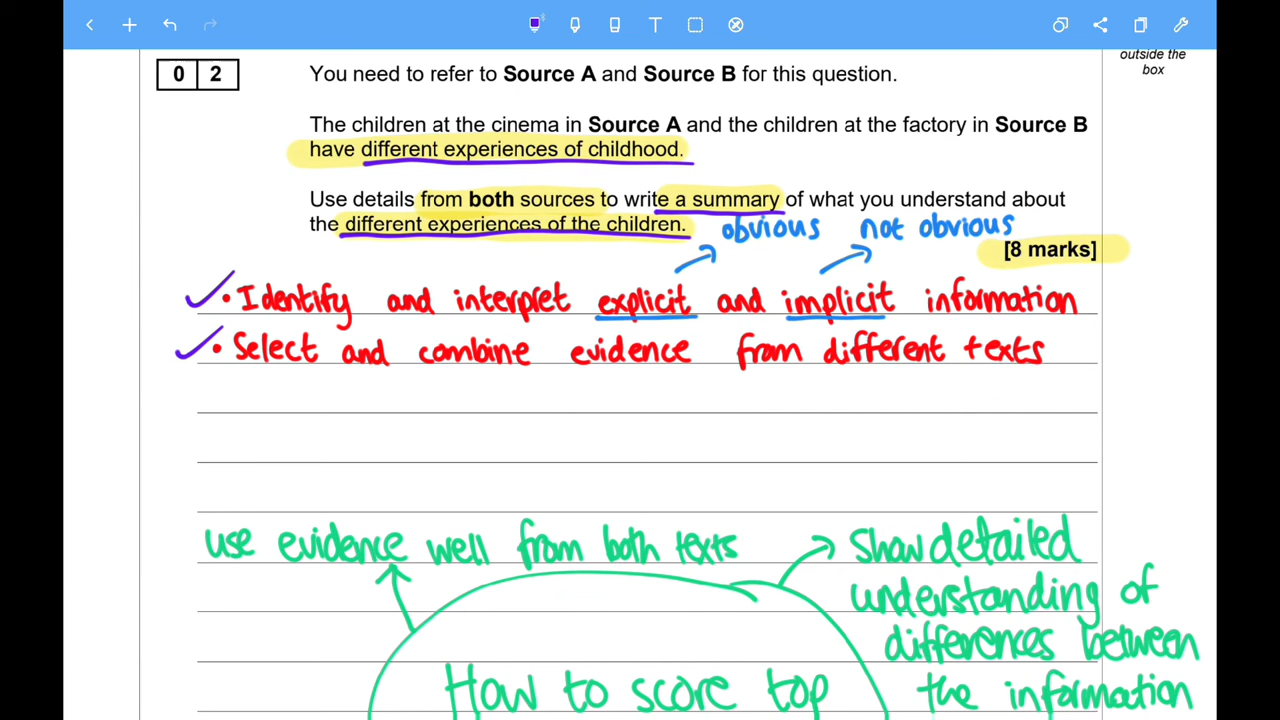 outside the
box
0 2
You need to refer to Source A and Source B for this question.
The children at the cinema in Source A and the children at the factory in Source B
have different experiences of childhood.
Use details from both sources to write a summary of what you understand about
the different experiences of the children.
obvious not obvious
[8 marks]
• Identify and interpret explicit and implicit information
• Select and combine evidence from different texts
use evidence well from both texts
show detailed
understanding of
differences between
the information
How to score top